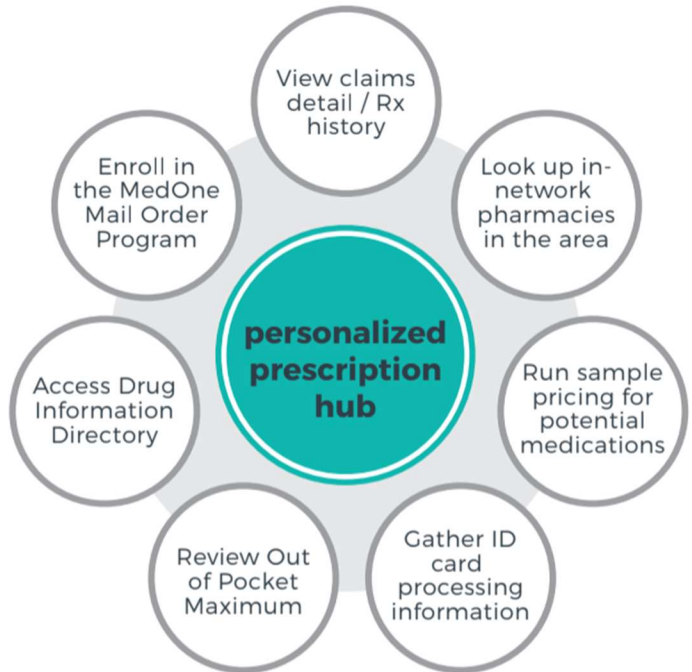 View claims
detail / Rx
history
Look up in-
network
pharmacies
in the area
Run sample
pricing for
potential
medications
Gather ID
card
processing
information
Review Out
of Pocket
Maximum
Access Drug
Information
Directory
Enroll in
the MedOne
Mail Order
Program
personalized
prescription
hub